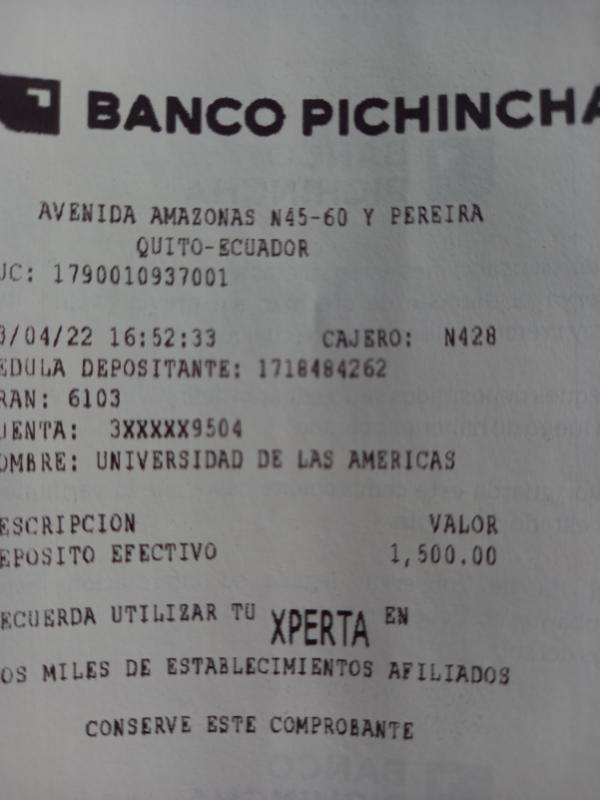 BANCO PICHINCHA
AVENIDA AMAZONAS N45-60 Y PEREIRA
QUITO-ECUADOR
UC: 1790010937001
/04/22 16:52:33 CAJERO: N428
EDULA DEPOSITANTE: 1718484262
RAN: 6103
UENTA: 3XXXXX9504
OMBRE: UNIVERSIDAD DE LAS AMERICAS
ESCRIPCION VALOR
EPOSITO EFECTIVO 1,500.00
ECUERDA UTILIZAR TU XPERTA EN
OS MILES DE ESTABLECIMIENTOS AFILIADOS
CONSERVE ESTE COMPROBANTE